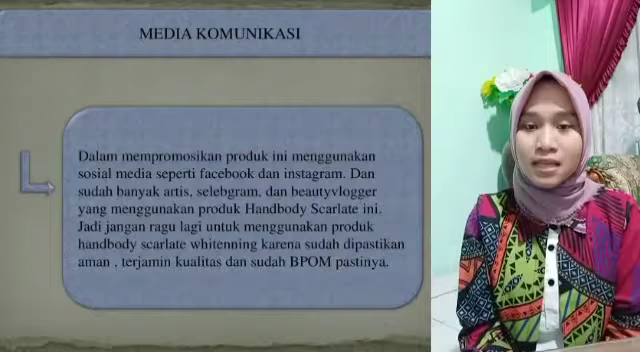 MEDIA KOMUNIKASI
Dalam mempromosikan produk ini menggunakan
sosial media seperti facebook dan instagram. Dan
sudah banyak artis, selebgram, dan beautyvlogger
yang menggunakan produk Handbody Scarlate ini.
Jadi jangan ragu lagi untuk menggunakan produk
handbody scarlate whitenning karena sudah dipastikan
aman , terjamin kualitas dan sudah BPOM pastinya.